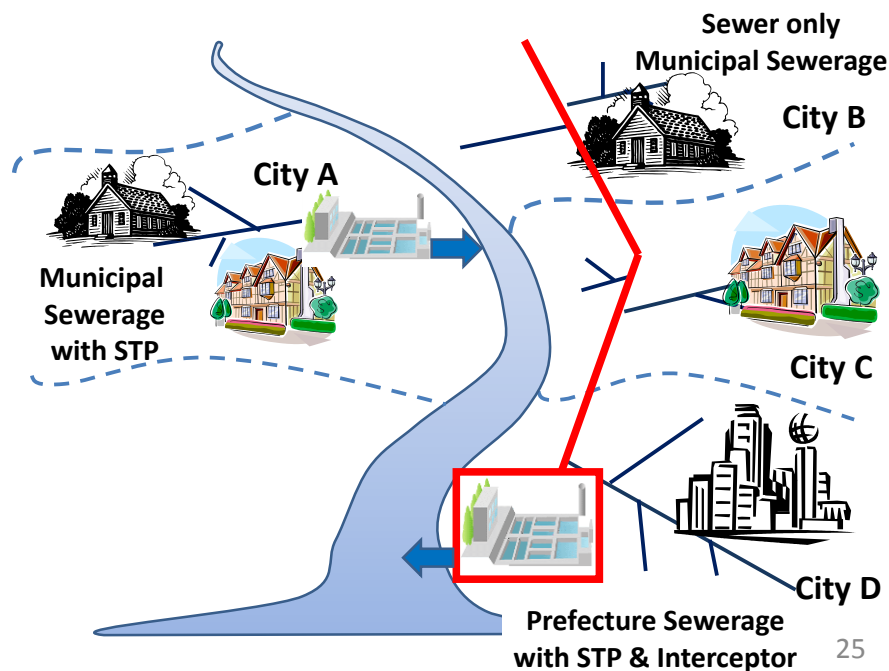 Sewer only
Municipal Sewerage
City B
City A
Municipal
Sewerage
with STP
City C
City D
Prefecture Sewerage
with STP & Interceptor
25